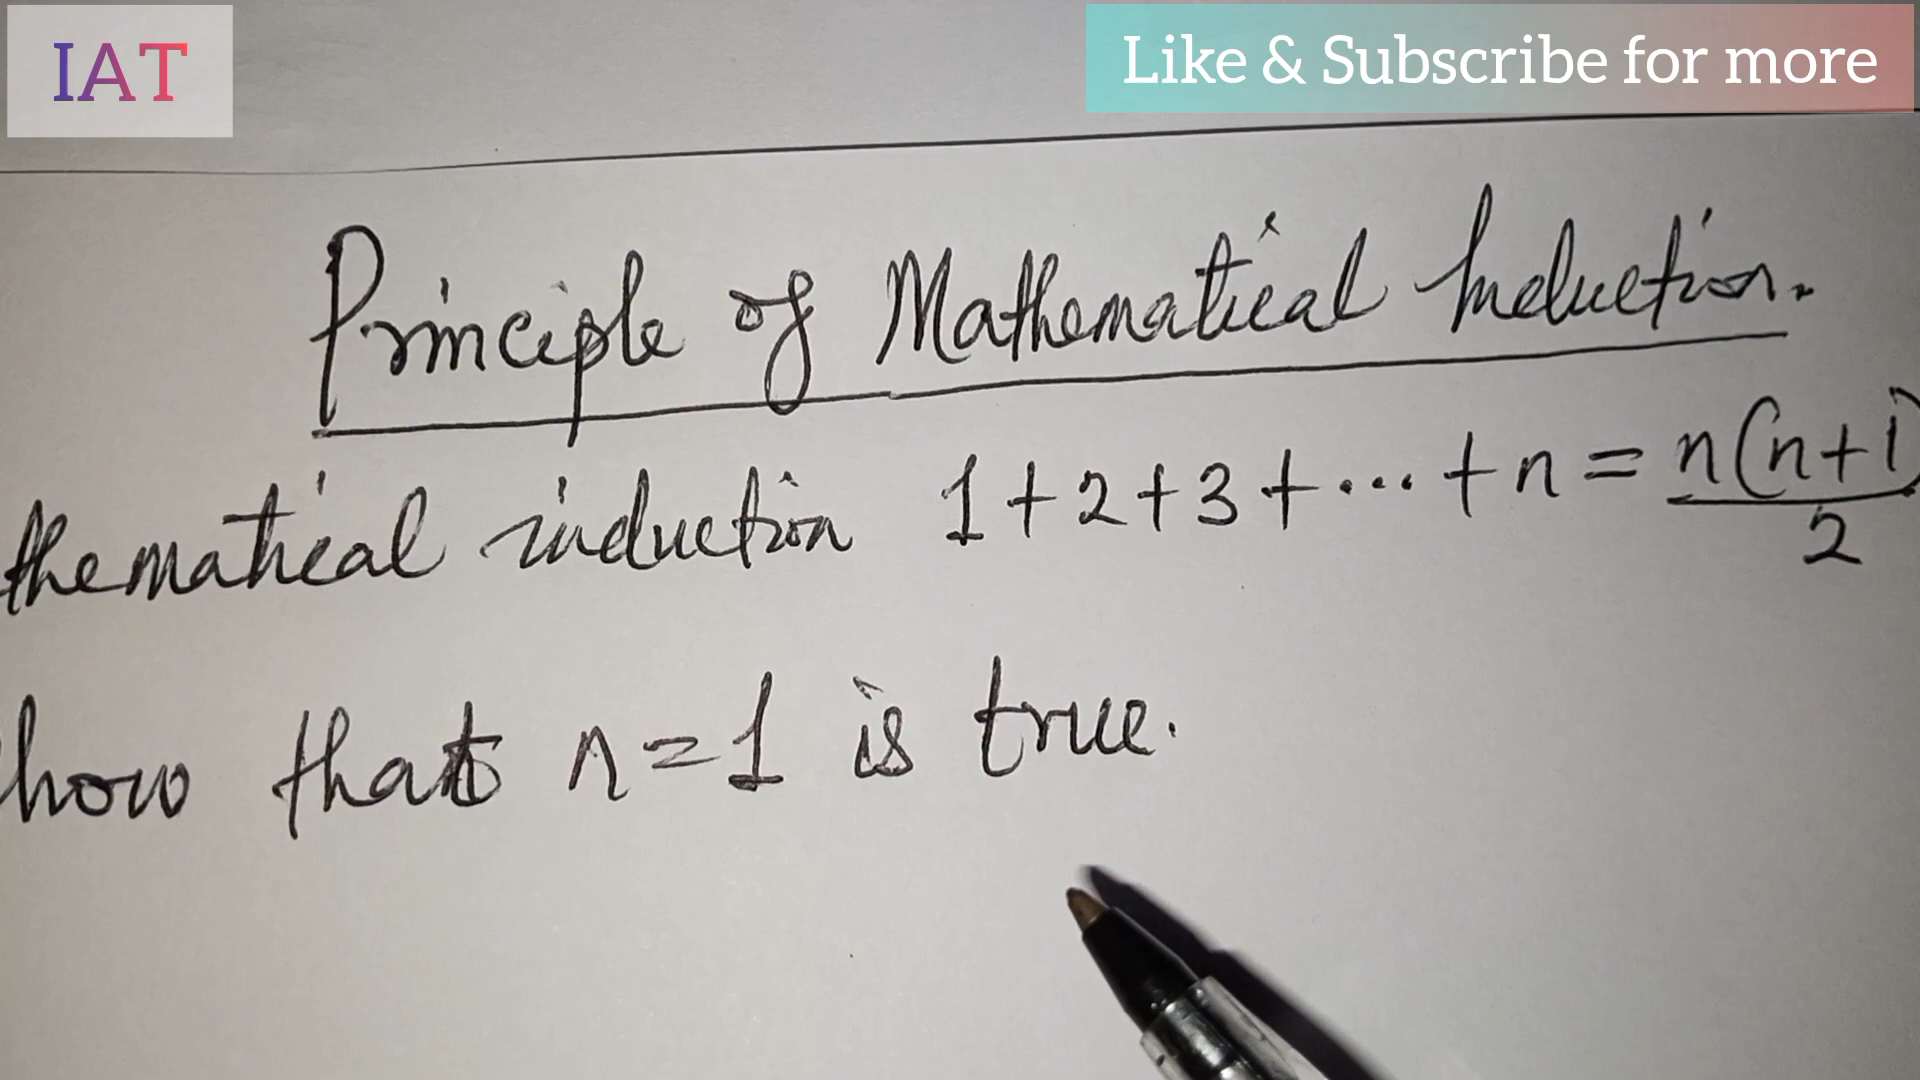 IAT
Like & Subscribe for more
Principle of Mathematical Induction.
thematical induction 1+2+3+...+n = n(n+1)/2
how that n=1 is true.